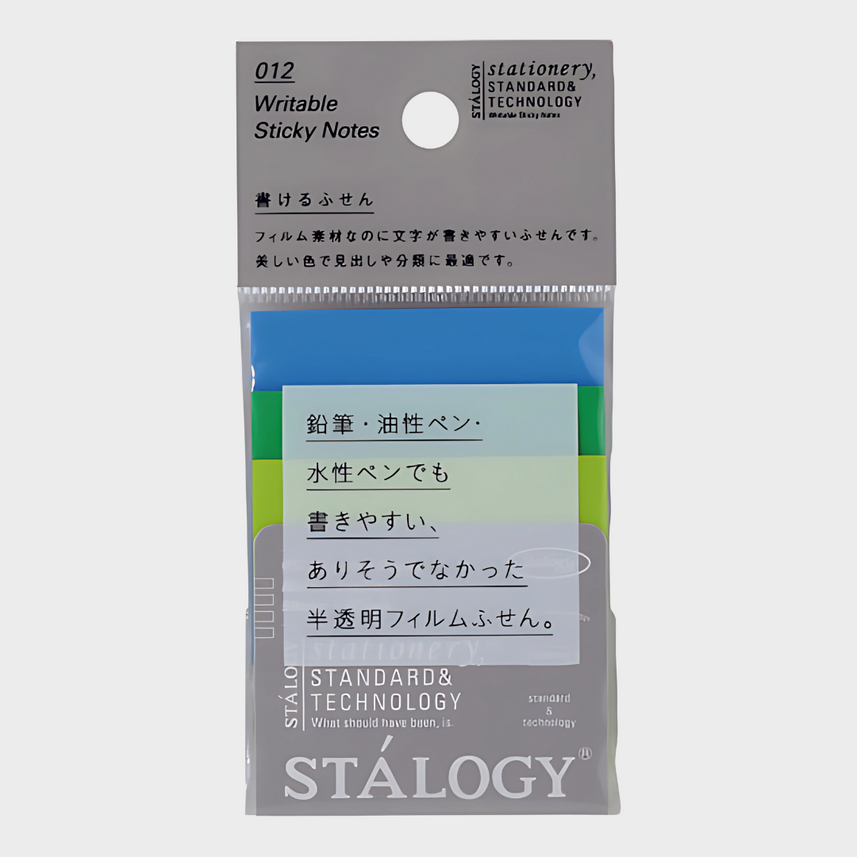 012
Writable
Sticky Notes
STÁLOGY
stationery,
STANDARD&
TECHNOLOGY
Writable Sticky Notes
書けるふせん
フィルム素材なのに文字が書きやすいふせんです。
美しい色で見出しや分類に最適です。
鉛筆・油性ペン・
水性ペンでも
書きやすい、
ありそうでなかった
半透明フィルムふせん。
stationery,
STÁLOGY
STANDARD&
TECHNOLOGY
What should have been, is.
standard
&
technology
STÁLOGY®